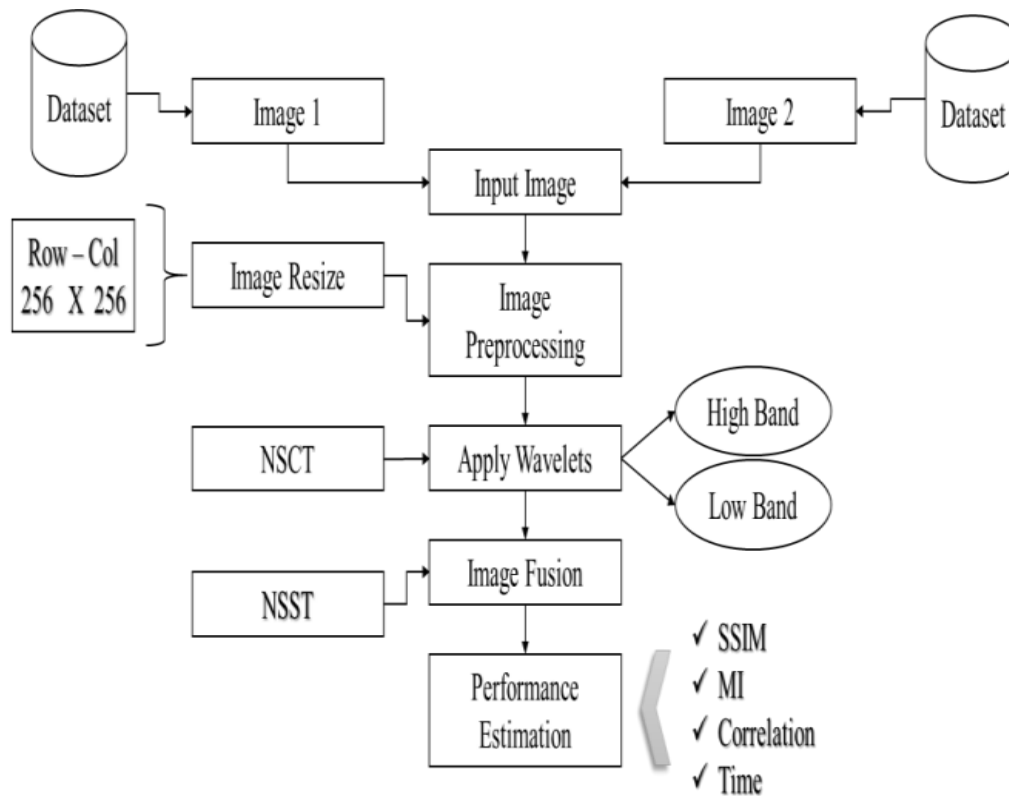 Dataset
Image 1
Image 2
Dataset
Input Image
Row – Col
256 X 256
Image Resize
Image
Preprocessing
High Band
NSCT
Apply Wavelets
Low Band
Image Fusion
NSST
✓ SSIM
Performance
Estimation
✓ MI
✓ Correlation
✓ Time